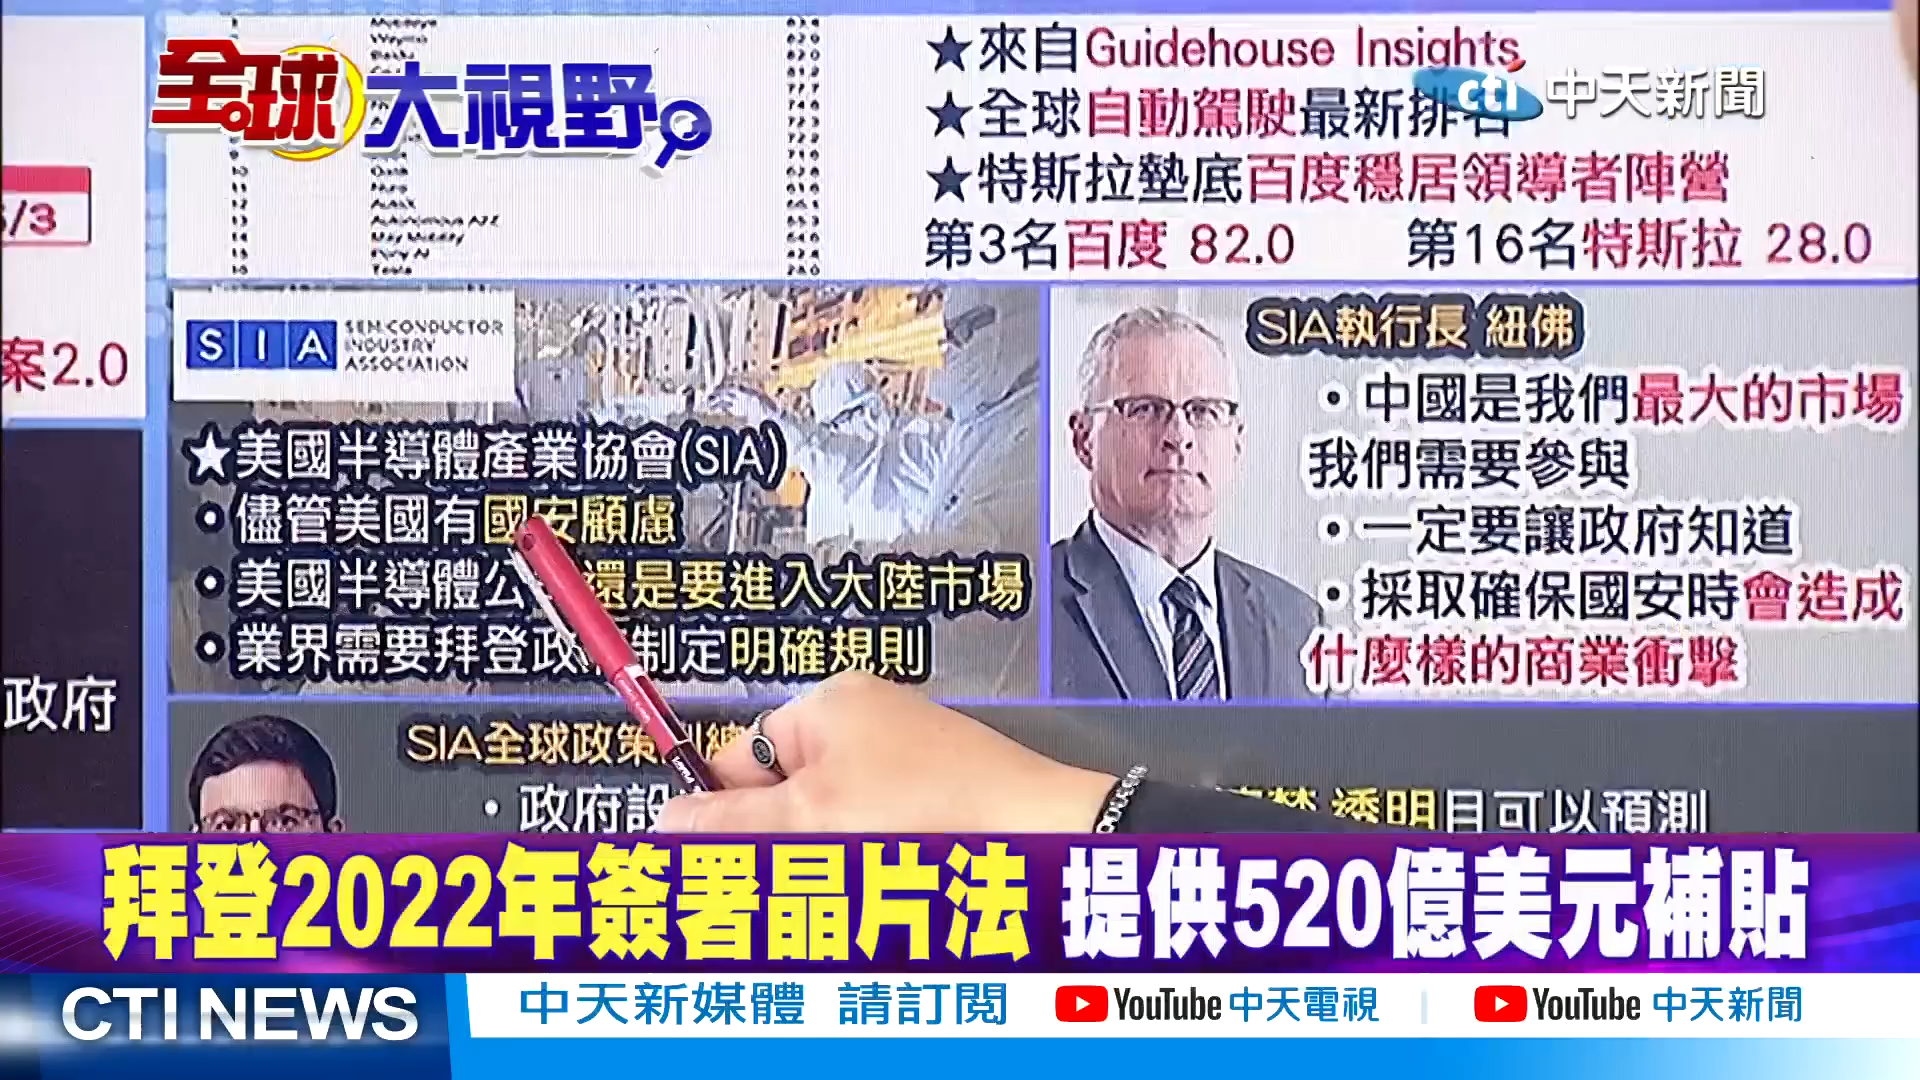 全球大視野
cti 中天新聞
Waymo
★來自Guidehouse Insights
★全球自動駕駛最新排名
★特斯拉墊底百度穩居領導者陣營
第3名百度 82.0 第16名特斯拉 28.0
10
12
13
14
15
Autonomous A2Z
May Mobility
Tesla
/3
案2.0
政府
SIA SEMICONDUCTOR
INDUSTRY
ASSOCIATION
★美國半導體產業協會(SIA)
•儘管美國有國安顧慮
•美國半導體公 還是要進入大陸市場
•業界需要拜登政 制定明確規則
SIA執行長 紐佛
•中國是我們最大的市場
我們需要參與
•一定要讓政府知道
•採取確保國安時會造成
什麼樣的商業衝擊
SIA全球政策
•政府設
透明且可以預測
拜登2022年簽署晶片法 提供520億美元補貼
CTI NEWS
中天新媒體 請訂閱 YouTube 中天電視 | YouTube 中天新聞